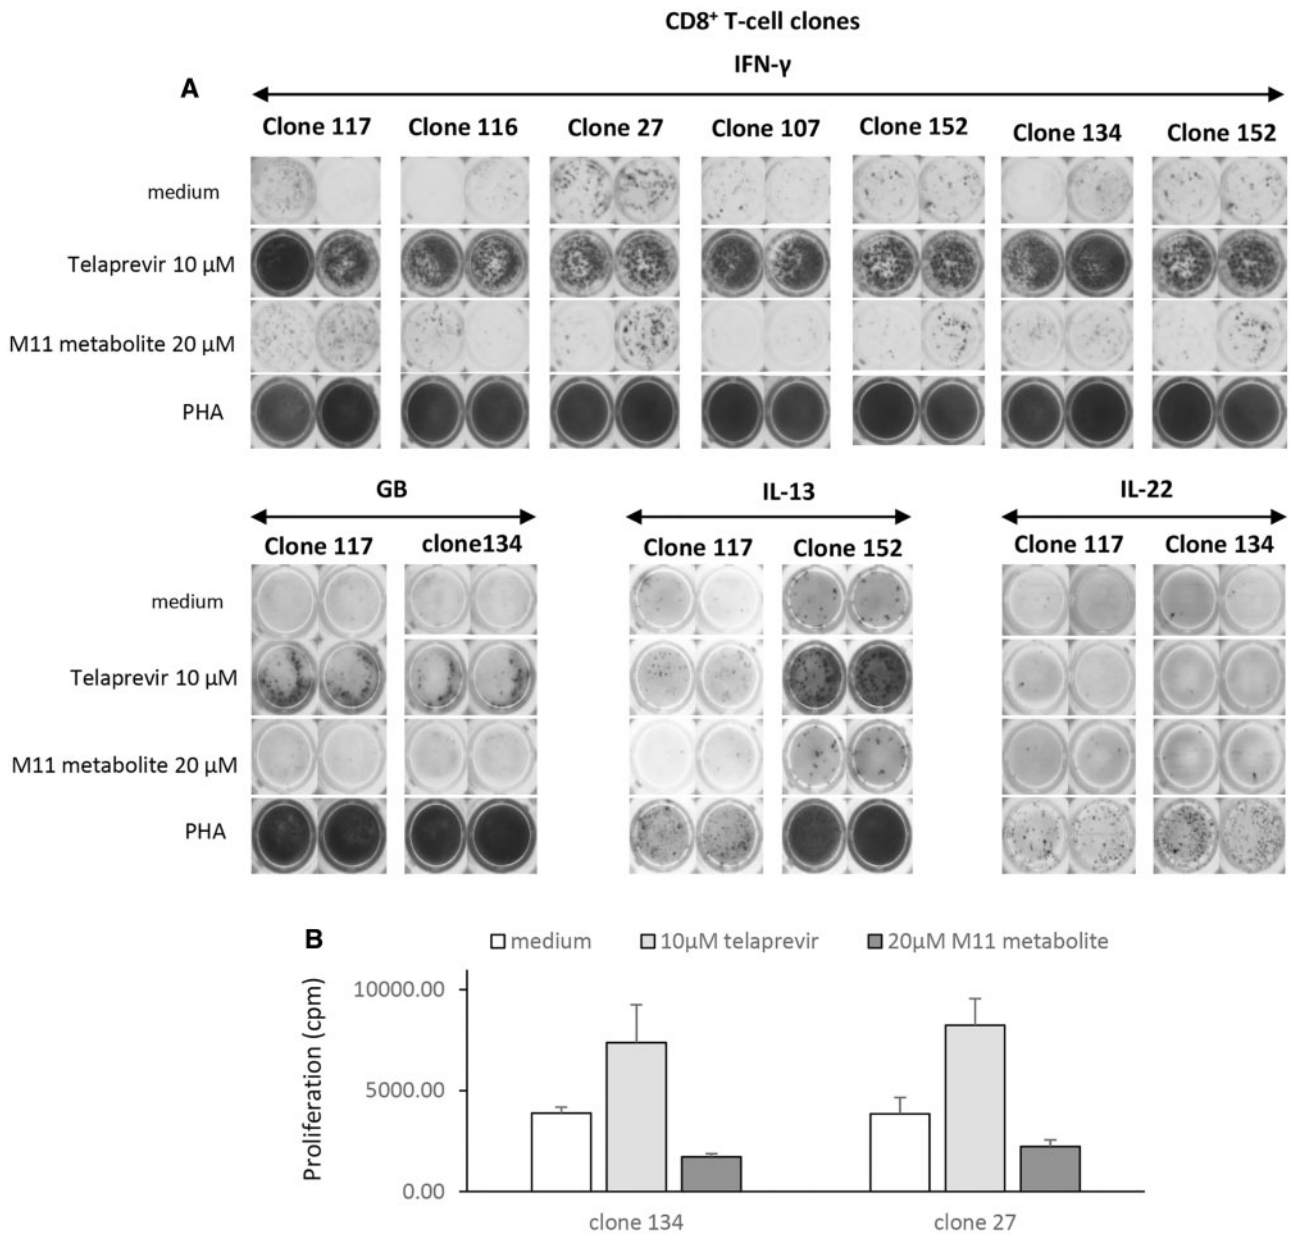 CD8⁺ T-cell clones
IFN-γ
A
Clone 117 Clone 116 Clone 27 Clone 107 Clone 152 Clone 134 Clone 152
medium
Telaprevir 10 μM
M11 metabolite 20 μM
PHA
GB IL-13 IL-22
Clone 117 clone134 Clone 117 Clone 152 Clone 117 Clone 134
medium
Telaprevir 10 μM
M11 metabolite 20 μM
PHA
B
medium 10μM telaprevir 20μM M11 metabolite
Proliferation (cpm)
10000.00
5000.00
0.00
clone 134 clone 27